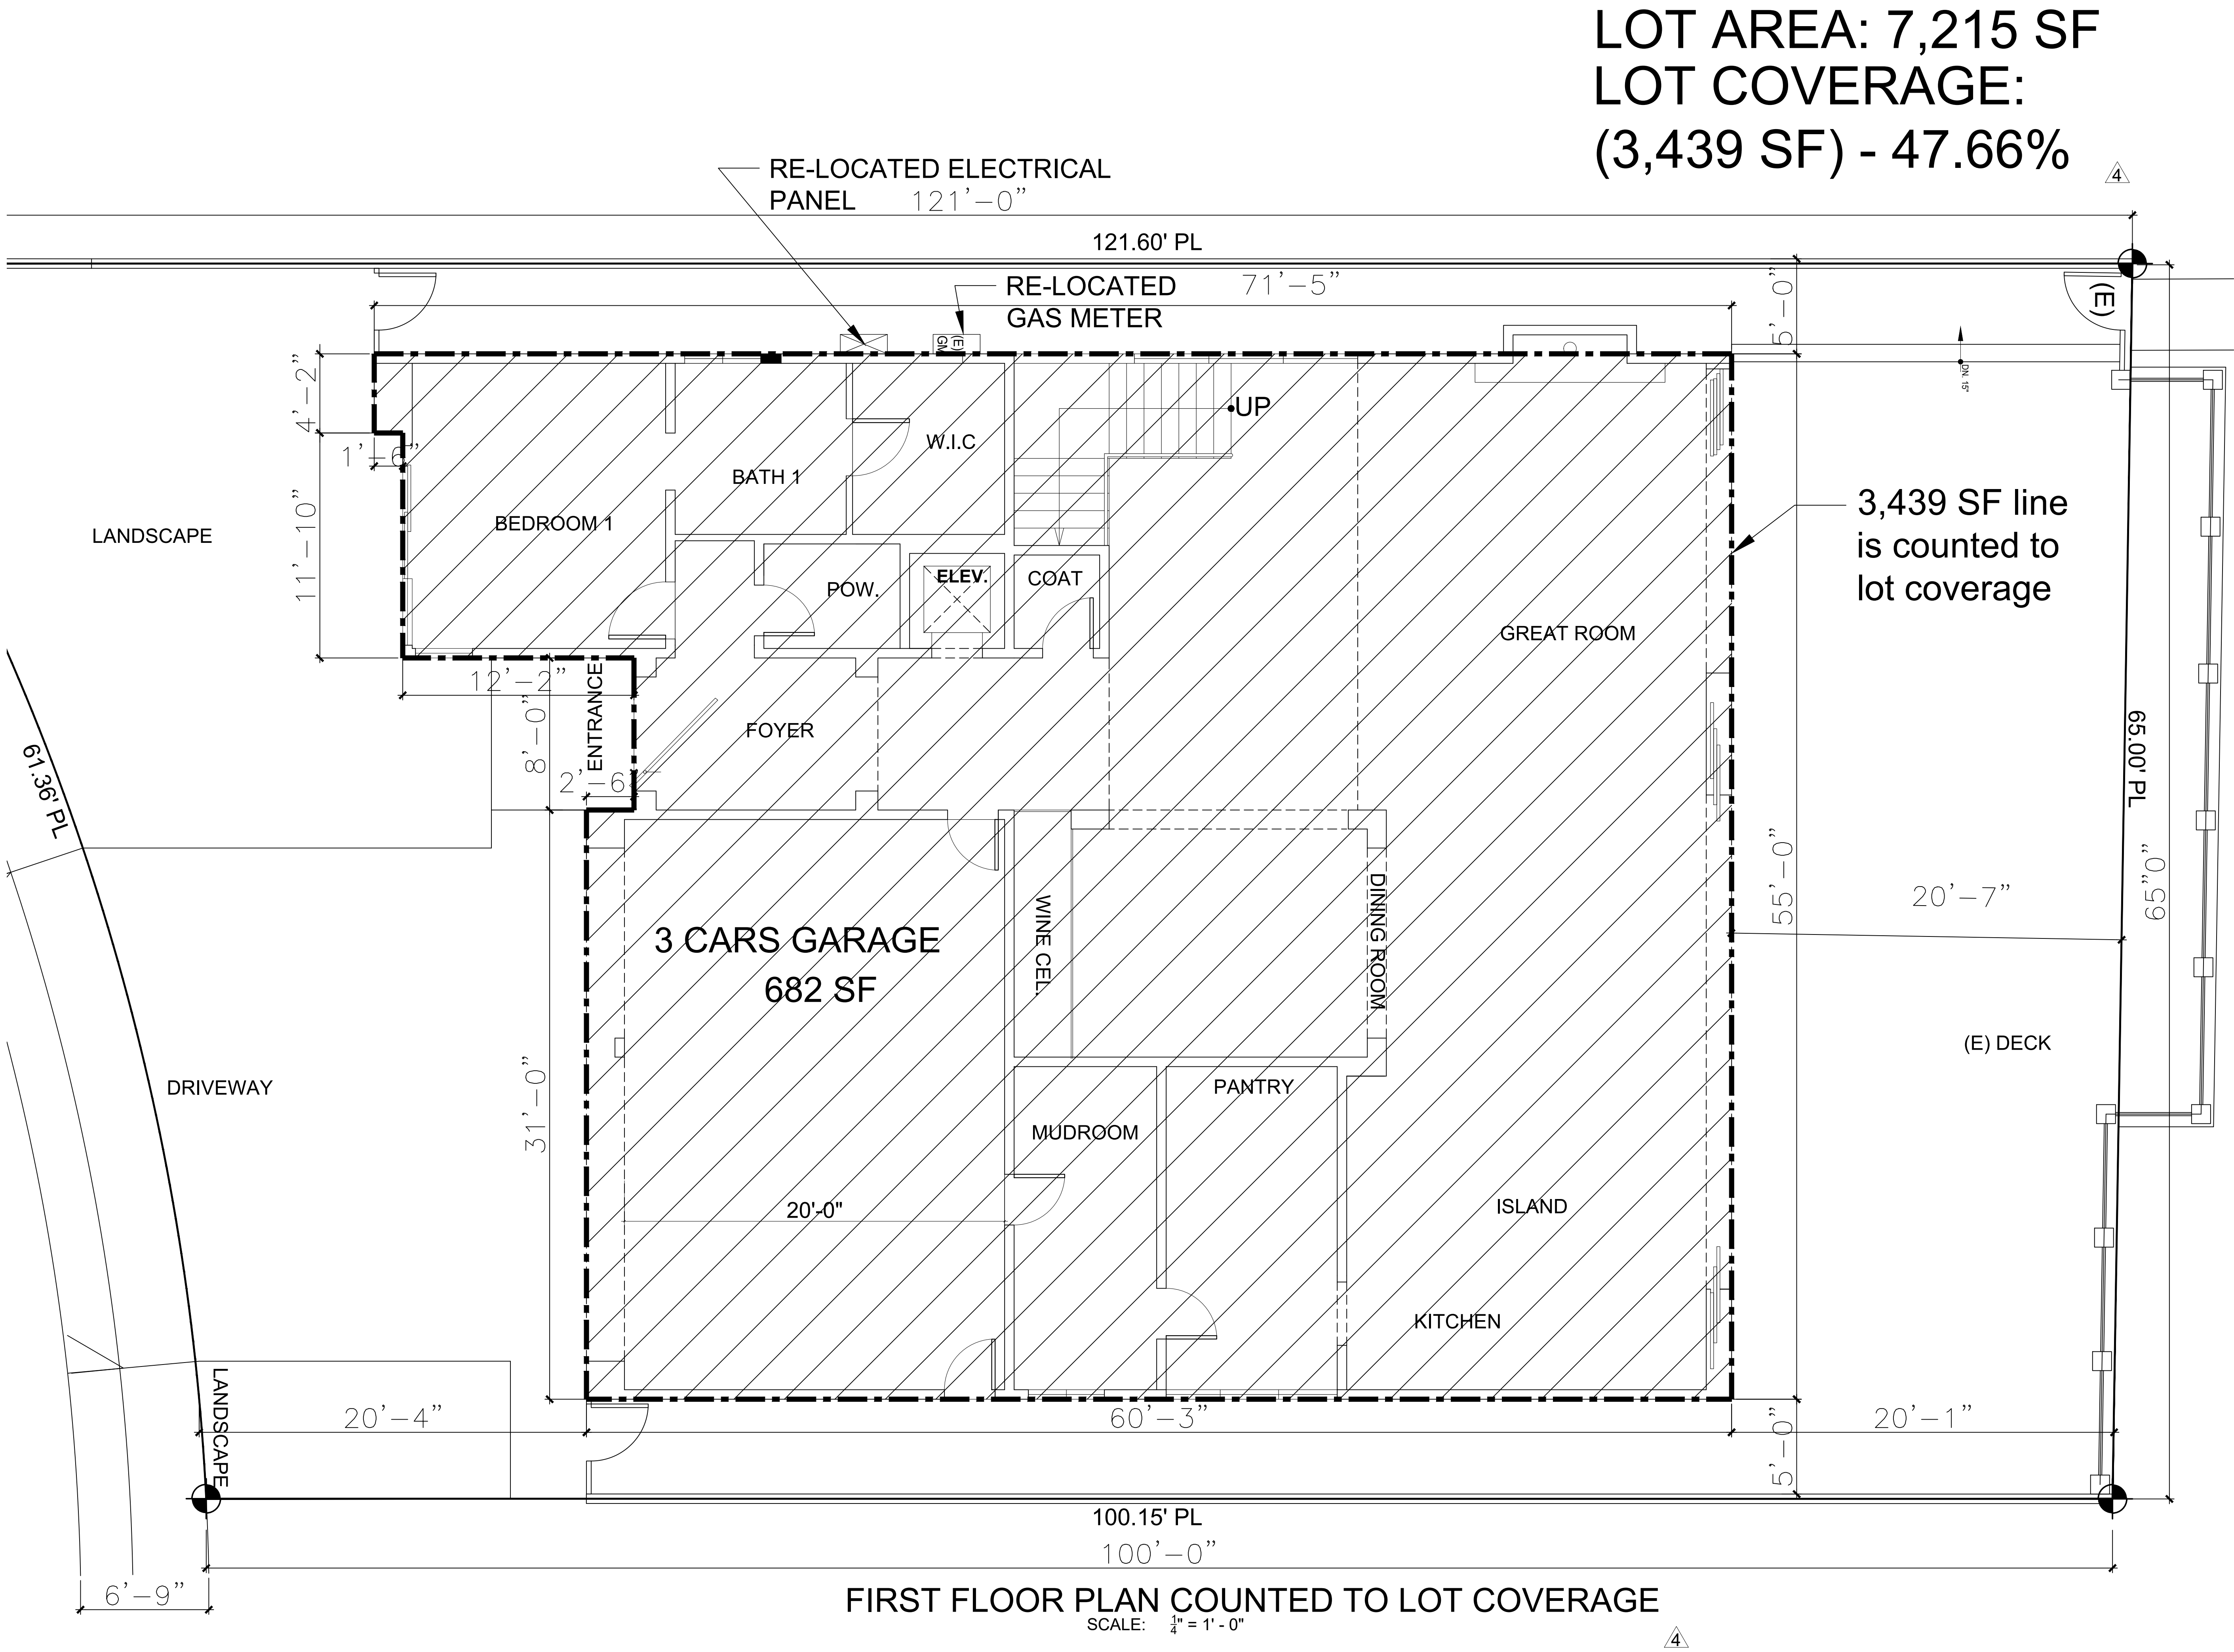 LOT AREA: 7,215 SF
LOT COVERAGE:
(3,439 SF) - 47.66%
4
RE-LOCATED ELECTRICAL
PANEL
121'-0"
121.60' PL
RE-LOCATED
GAS METER
71'-5"
5'-0"
(E)
(E)
GM
4'-2"
1'-6"
11'-10"
UP
DN. 15"
W.I.C
BATH 1
BEDROOM 1
LANDSCAPE
3,439 SF line
is counted to
lot coverage
ELEV.
COAT
POW.
GREAT ROOM
12'-2"
ENTRANCE
8'-0"
FOYER
2'-6"
61.36' PL
65.00' PL
55'-0"
20'-7"
65'0"
3 CARS GARAGE
682 SF
WINE CEL.
DINING ROOM
(E) DECK
DRIVEWAY
31'-0"
PANTRY
MUDROOM
20'-0"
ISLAND
KITCHEN
LANDSCAPE
20'-4"
60'-3"
20'-1"
5'-0"
100.15' PL
100'-0"
6'-9"
FIRST FLOOR PLAN COUNTED TO LOT COVERAGE
SCALE: 1/4" = 1' - 0"
4